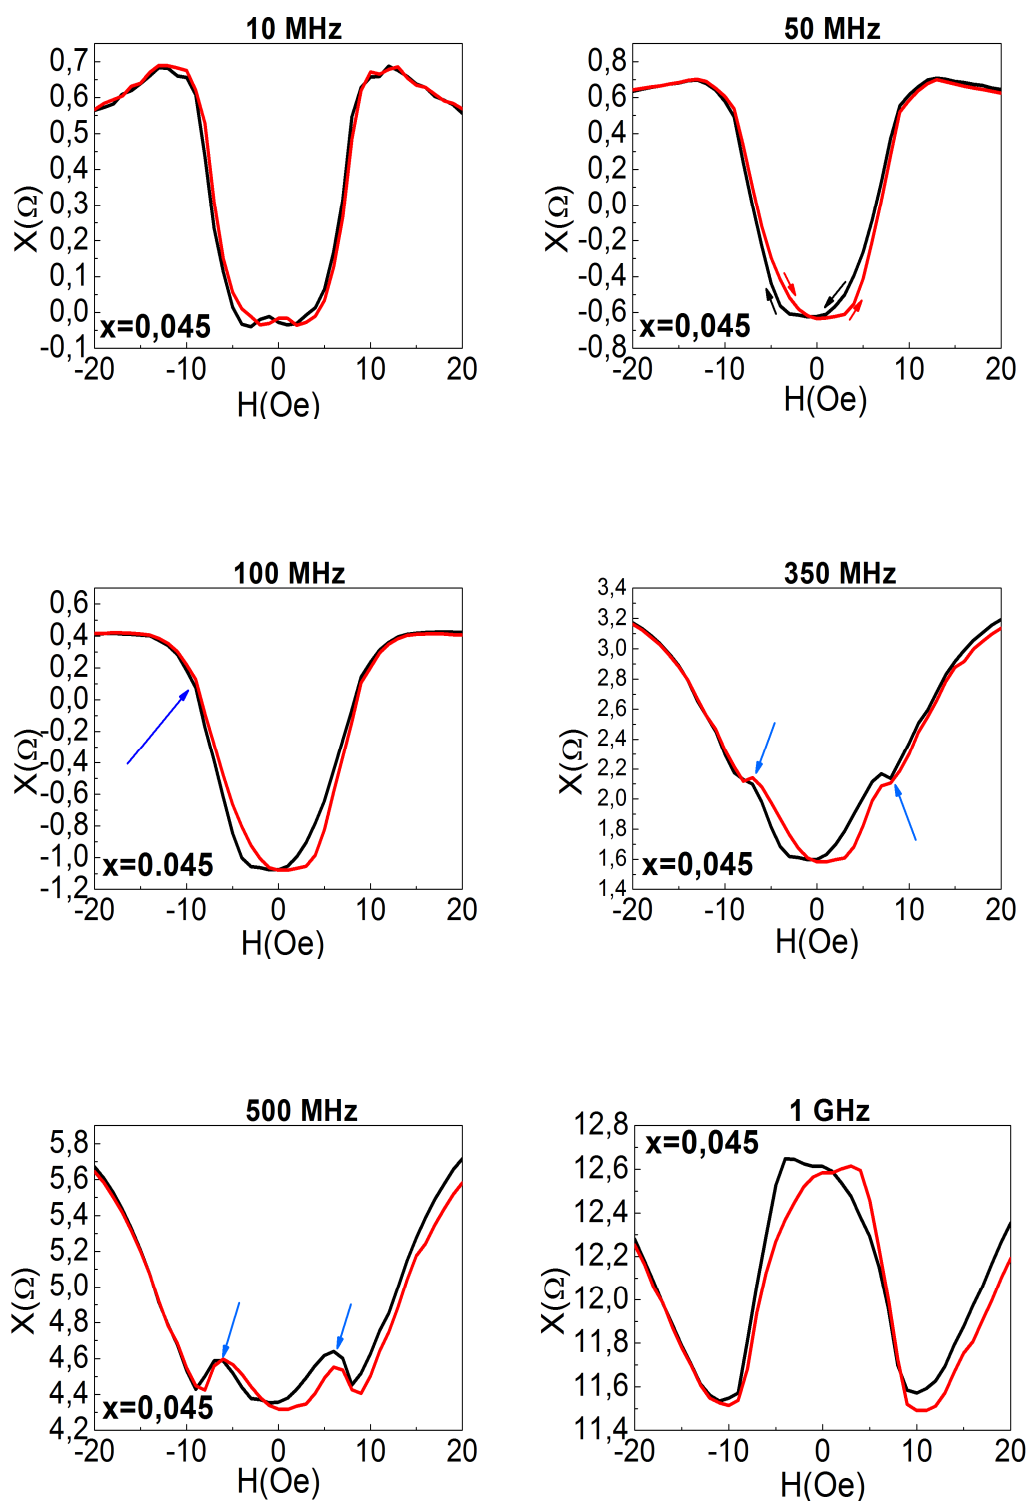 10 MHz
0,7
0,6
0,5
0,4
0,3
0,2
0,1
0,0
-0,1
X(Ω)
x=0,045
-20 -10 0 10 20
H(Oe)
50 MHz
0,8
0,6
0,4
0,2
0,0
-0,2
-0,4
-0,6
-0,8
X(Ω)
x=0,045
-20 -10 0 10 20
H(Oe)
100 MHz
0,6
0,4
0,2
0,0
-0,2
-0,4
-0,6
-0,8
-1,0
-1,2
X(Ω)
x=0.045
-20 -10 0 10 20
H(Oe)
350 MHz
3,4
3,2
3,0
2,8
2,6
2,4
2,2
2,0
1,8
1,6
1,4
X(Ω)
x=0,045
-20 -10 0 10 20
H(Oe)
500 MHz
5,8
5,6
5,4
5,2
5,0
4,8
4,6
4,4
4,2
X(Ω)
x=0,045
-20 -10 0 10 20
H(Oe)
1 GHz
12,8
12,6
12,4
12,2
12,0
11,8
11,6
11,4
X(Ω)
x=0,045
-20 -10 0 10 20
H(Oe)